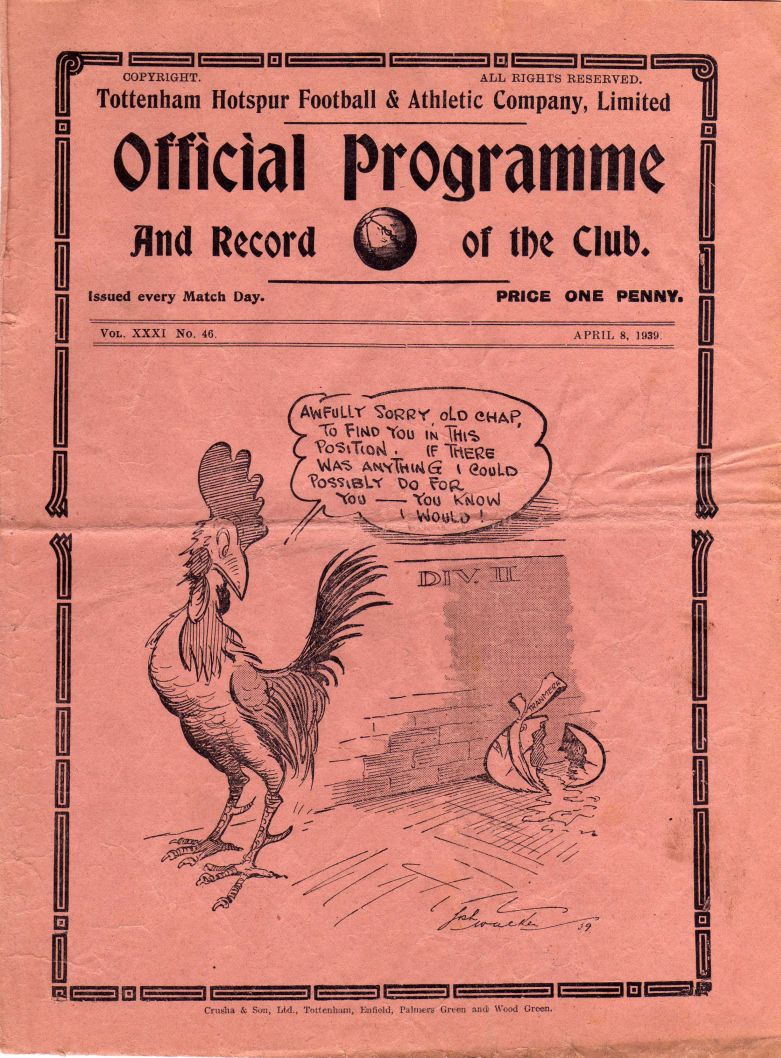 COPYRIGHT. ALL RIGHTS RESERVED.
Tottenham Hotspur Football & Athletic Company, Limited
Official Programme
And Record of the Club.
Issued every Match Day. PRICE ONE PENNY.
VOL. XXXI No. 46. APRIL 8, 1939.
AWFULLY SORRY, OLD CHAP,
TO FIND YOU IN THIS
POSITION. IF THERE
WAS ANYTHING I COULD
POSSIBLY DO FOR
YOU — YOU KNOW
I WOULD!
DIV. II
TRANMERE
39
Crusha & Son, Ltd., Tottenham, Enfield, Palmers Green and Wood Green.